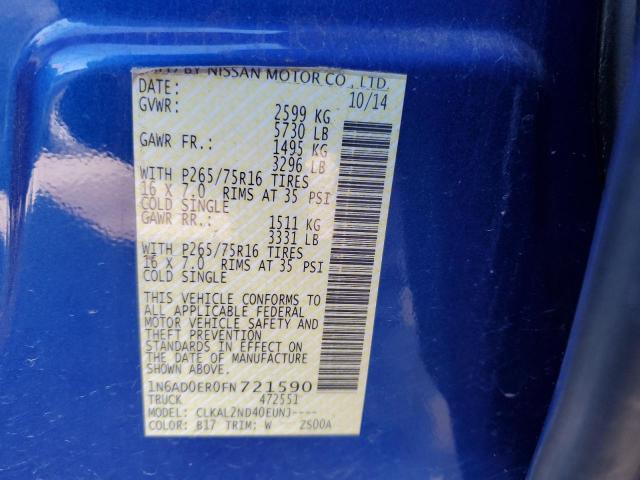 BY NISSAN MOTOR CO., LTD.
DATE: 10/14
GVWR: 2599 KG
5730 LB
GAWR FR.: 1495 KG
3296 LB
WITH P265/75R16 TIRES
16 X 7.0 RIMS AT 35 PSI
COLD SINGLE
GAWR RR.: 1511 KG
3331 LB
WITH P265/75R16 TIRES
16 X 7.0 RIMS AT 35 PSI
COLD SINGLE
THIS VEHICLE CONFORMS TO
ALL APPLICABLE FEDERAL
MOTOR VEHICLE SAFETY AND
THEFT PREVENTION
STANDARDS IN EFFECT ON
THE DATE OF MANUFACTURE
SHOWN ABOVE.
1N6AD0ER0FN721590
TRUCK 472551
MODEL: CLKAL2ND40EUNJ----
COLOR: B17 TRIM: W 2S00A